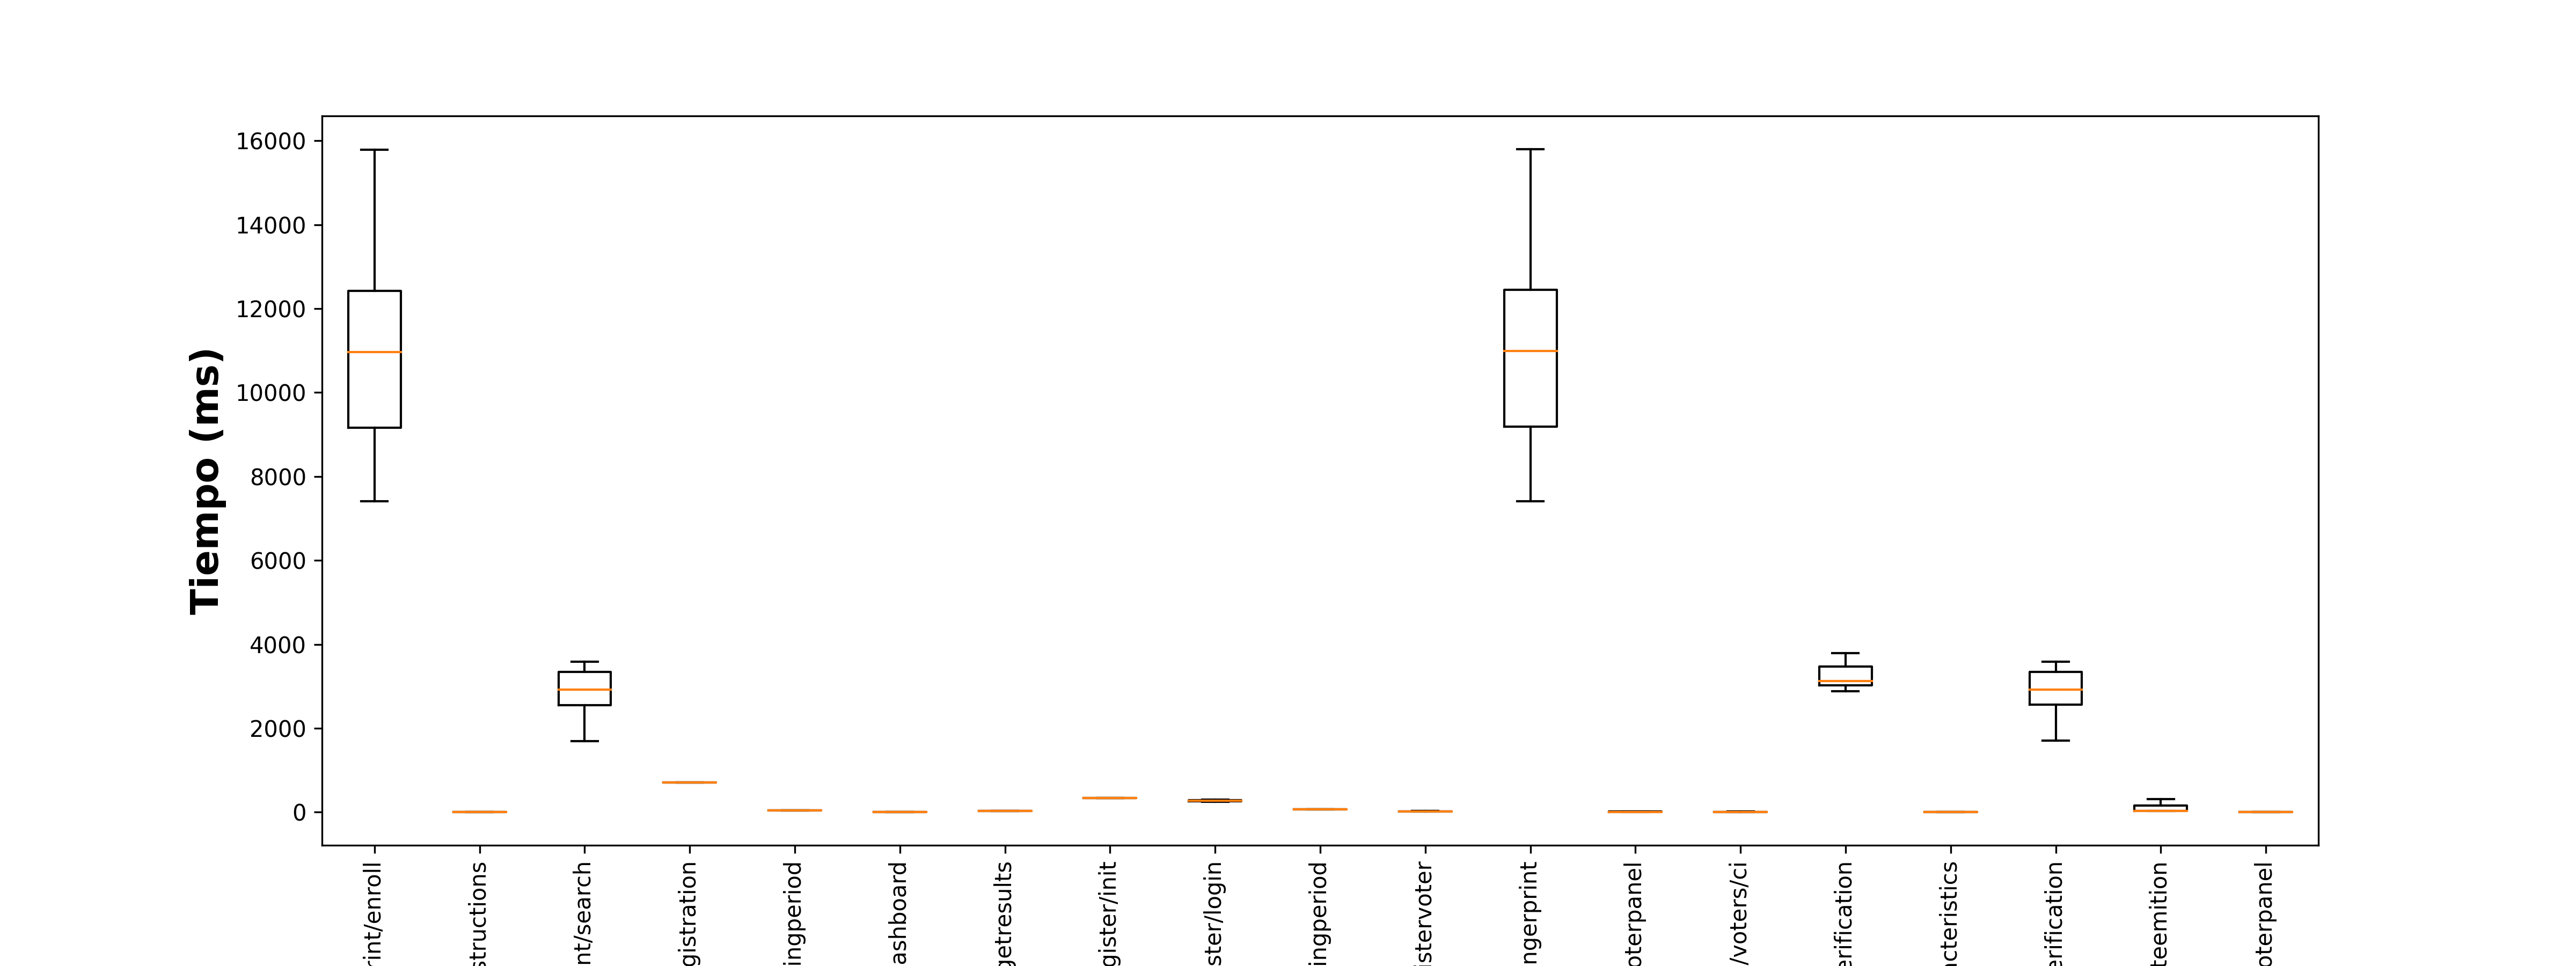 16000
14000
12000
10000
8000
6000
4000
2000
0
Tiempo (ms)
rint/enroll
structions
nt/search
gistration
ingperiod
ashboard
getresults
gister/init
ster/login
ingperiod
istervoter
ngerprint
oterpanel
/voters/ci
erification
acteristics
erification
teemition
oterpanel